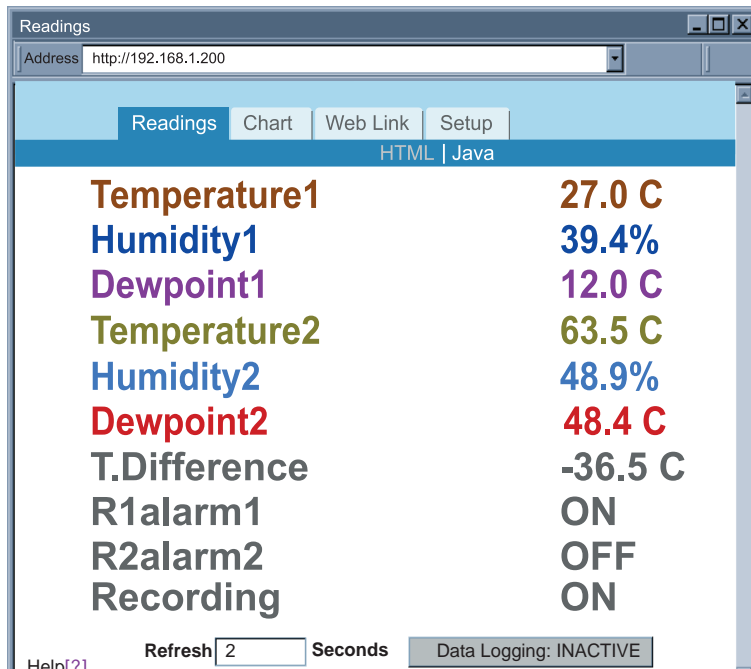 Readings
Address http://192.168.1.200
Readings Chart Web Link Setup
HTML | Java
Temperature1 27.0 C
Humidity1 39.4%
Dewpoint1 12.0 C
Temperature2 63.5 C
Humidity2 48.9%
Dewpoint2 48.4 C
T.Difference -36.5 C
R1alarm1 ON
R2alarm2 OFF
Recording ON
Refresh 2 Seconds Data Logging: INACTIVE
Help[?]